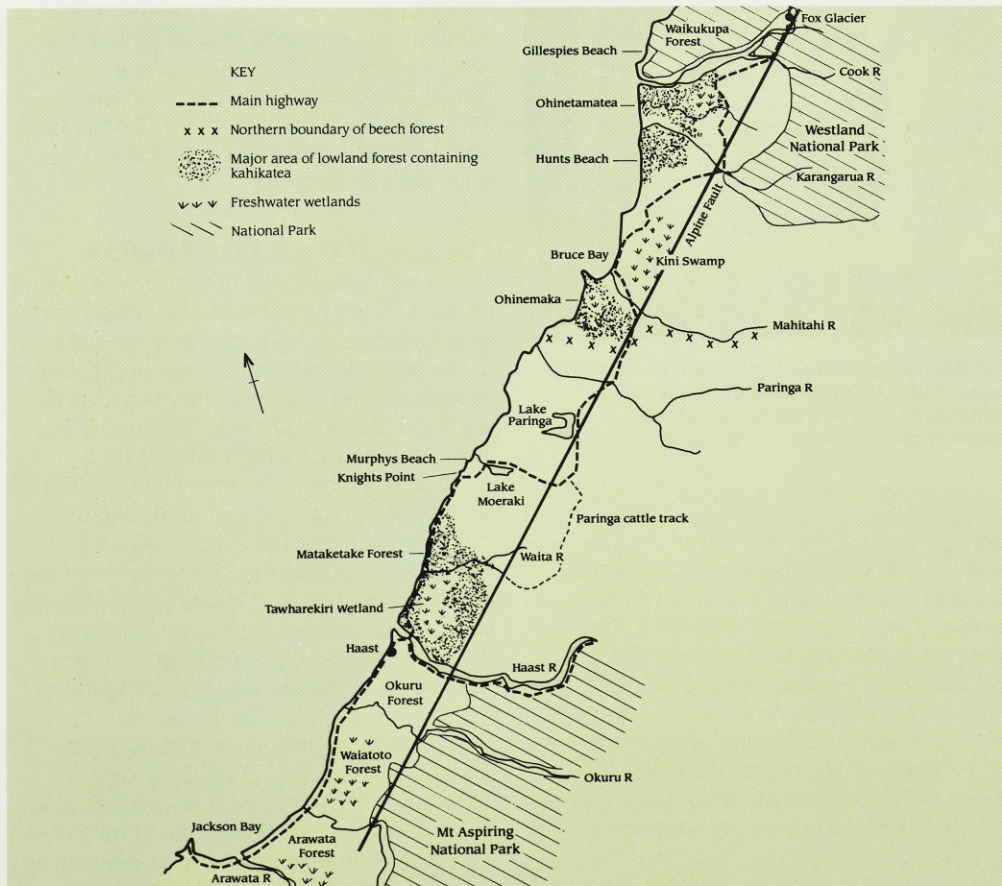 Fox Glacier
Waikukupa
Forest
Gillespies Beach
KEY
Cook R
Main highway
Ohinetamatea
Northern boundary of beech forest
Westland
National Park
Major area of lowland forest containing
kahikatea
Hunts Beach
Karangarua R
Freshwater wetlands
National Park
Alpine Fault
Bruce Bay
Kini Swamp
Ohinemaka
Mahitahi R
Paringa R
Lake
Paringa
Murphys Beach
Knights Point
Lake
Moeraki
Paringa cattle track
Mataketake Forest
Waita R
Tawharekiri Wetland
Haast
Haast R
Okuru
Forest
Waiatoto
Forest
Okuru R
Jackson Bay
Mt Aspiring
National Park
Arawata
Forest
Arawata R